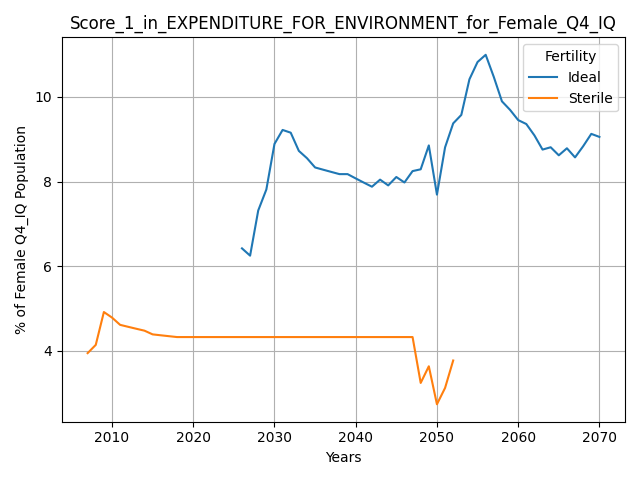 Score_1_in_EXPENDITURE_FOR_ENVIRONMENT_for_Female_Q4_IQ
Fertility
Ideal
Sterile
% of Female Q4_IQ Population
10
8
6
4
2010 2020 2030 2040 2050 2060 2070
Years